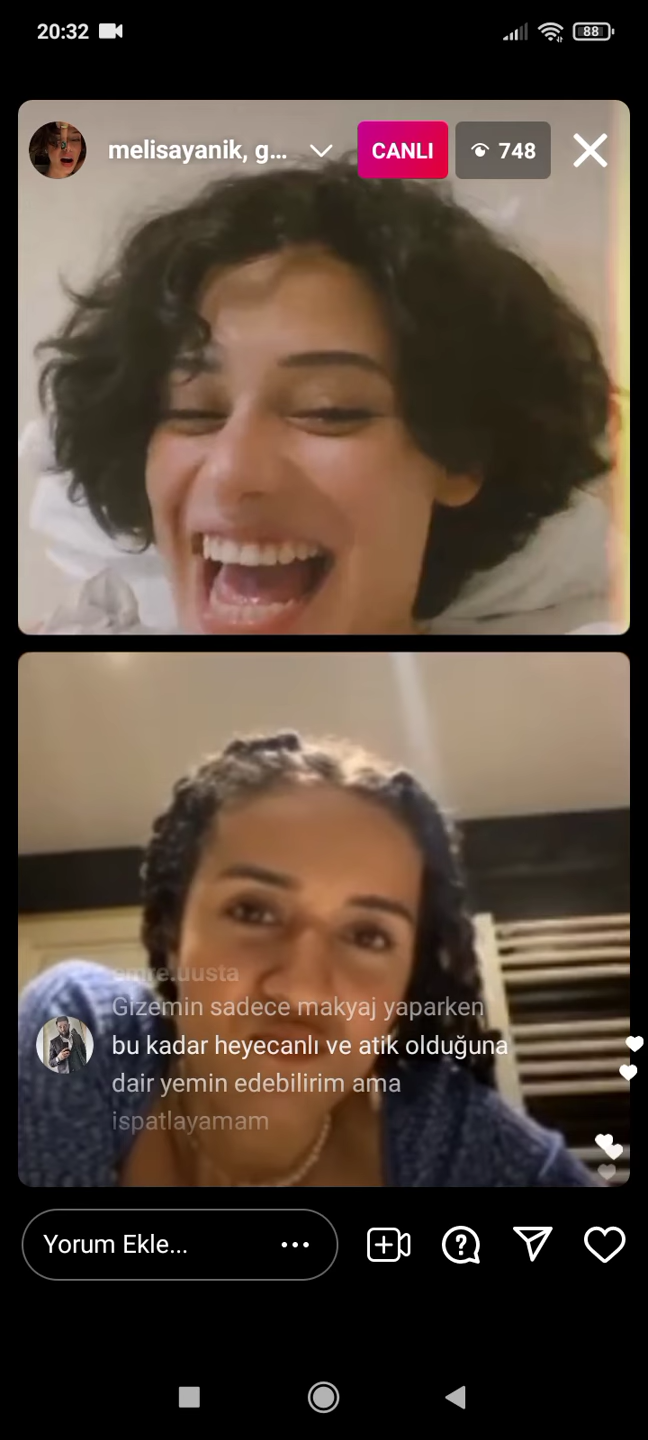 20:32
88
melisayanik, g...
CANLI
748
emre.uusta
Gizemin sadece makyaj yaparken
bu kadar heyecanlı ve atik olduğuna
dair yemin edebilirim ama
ispatlayamam
Yorum Ekle...